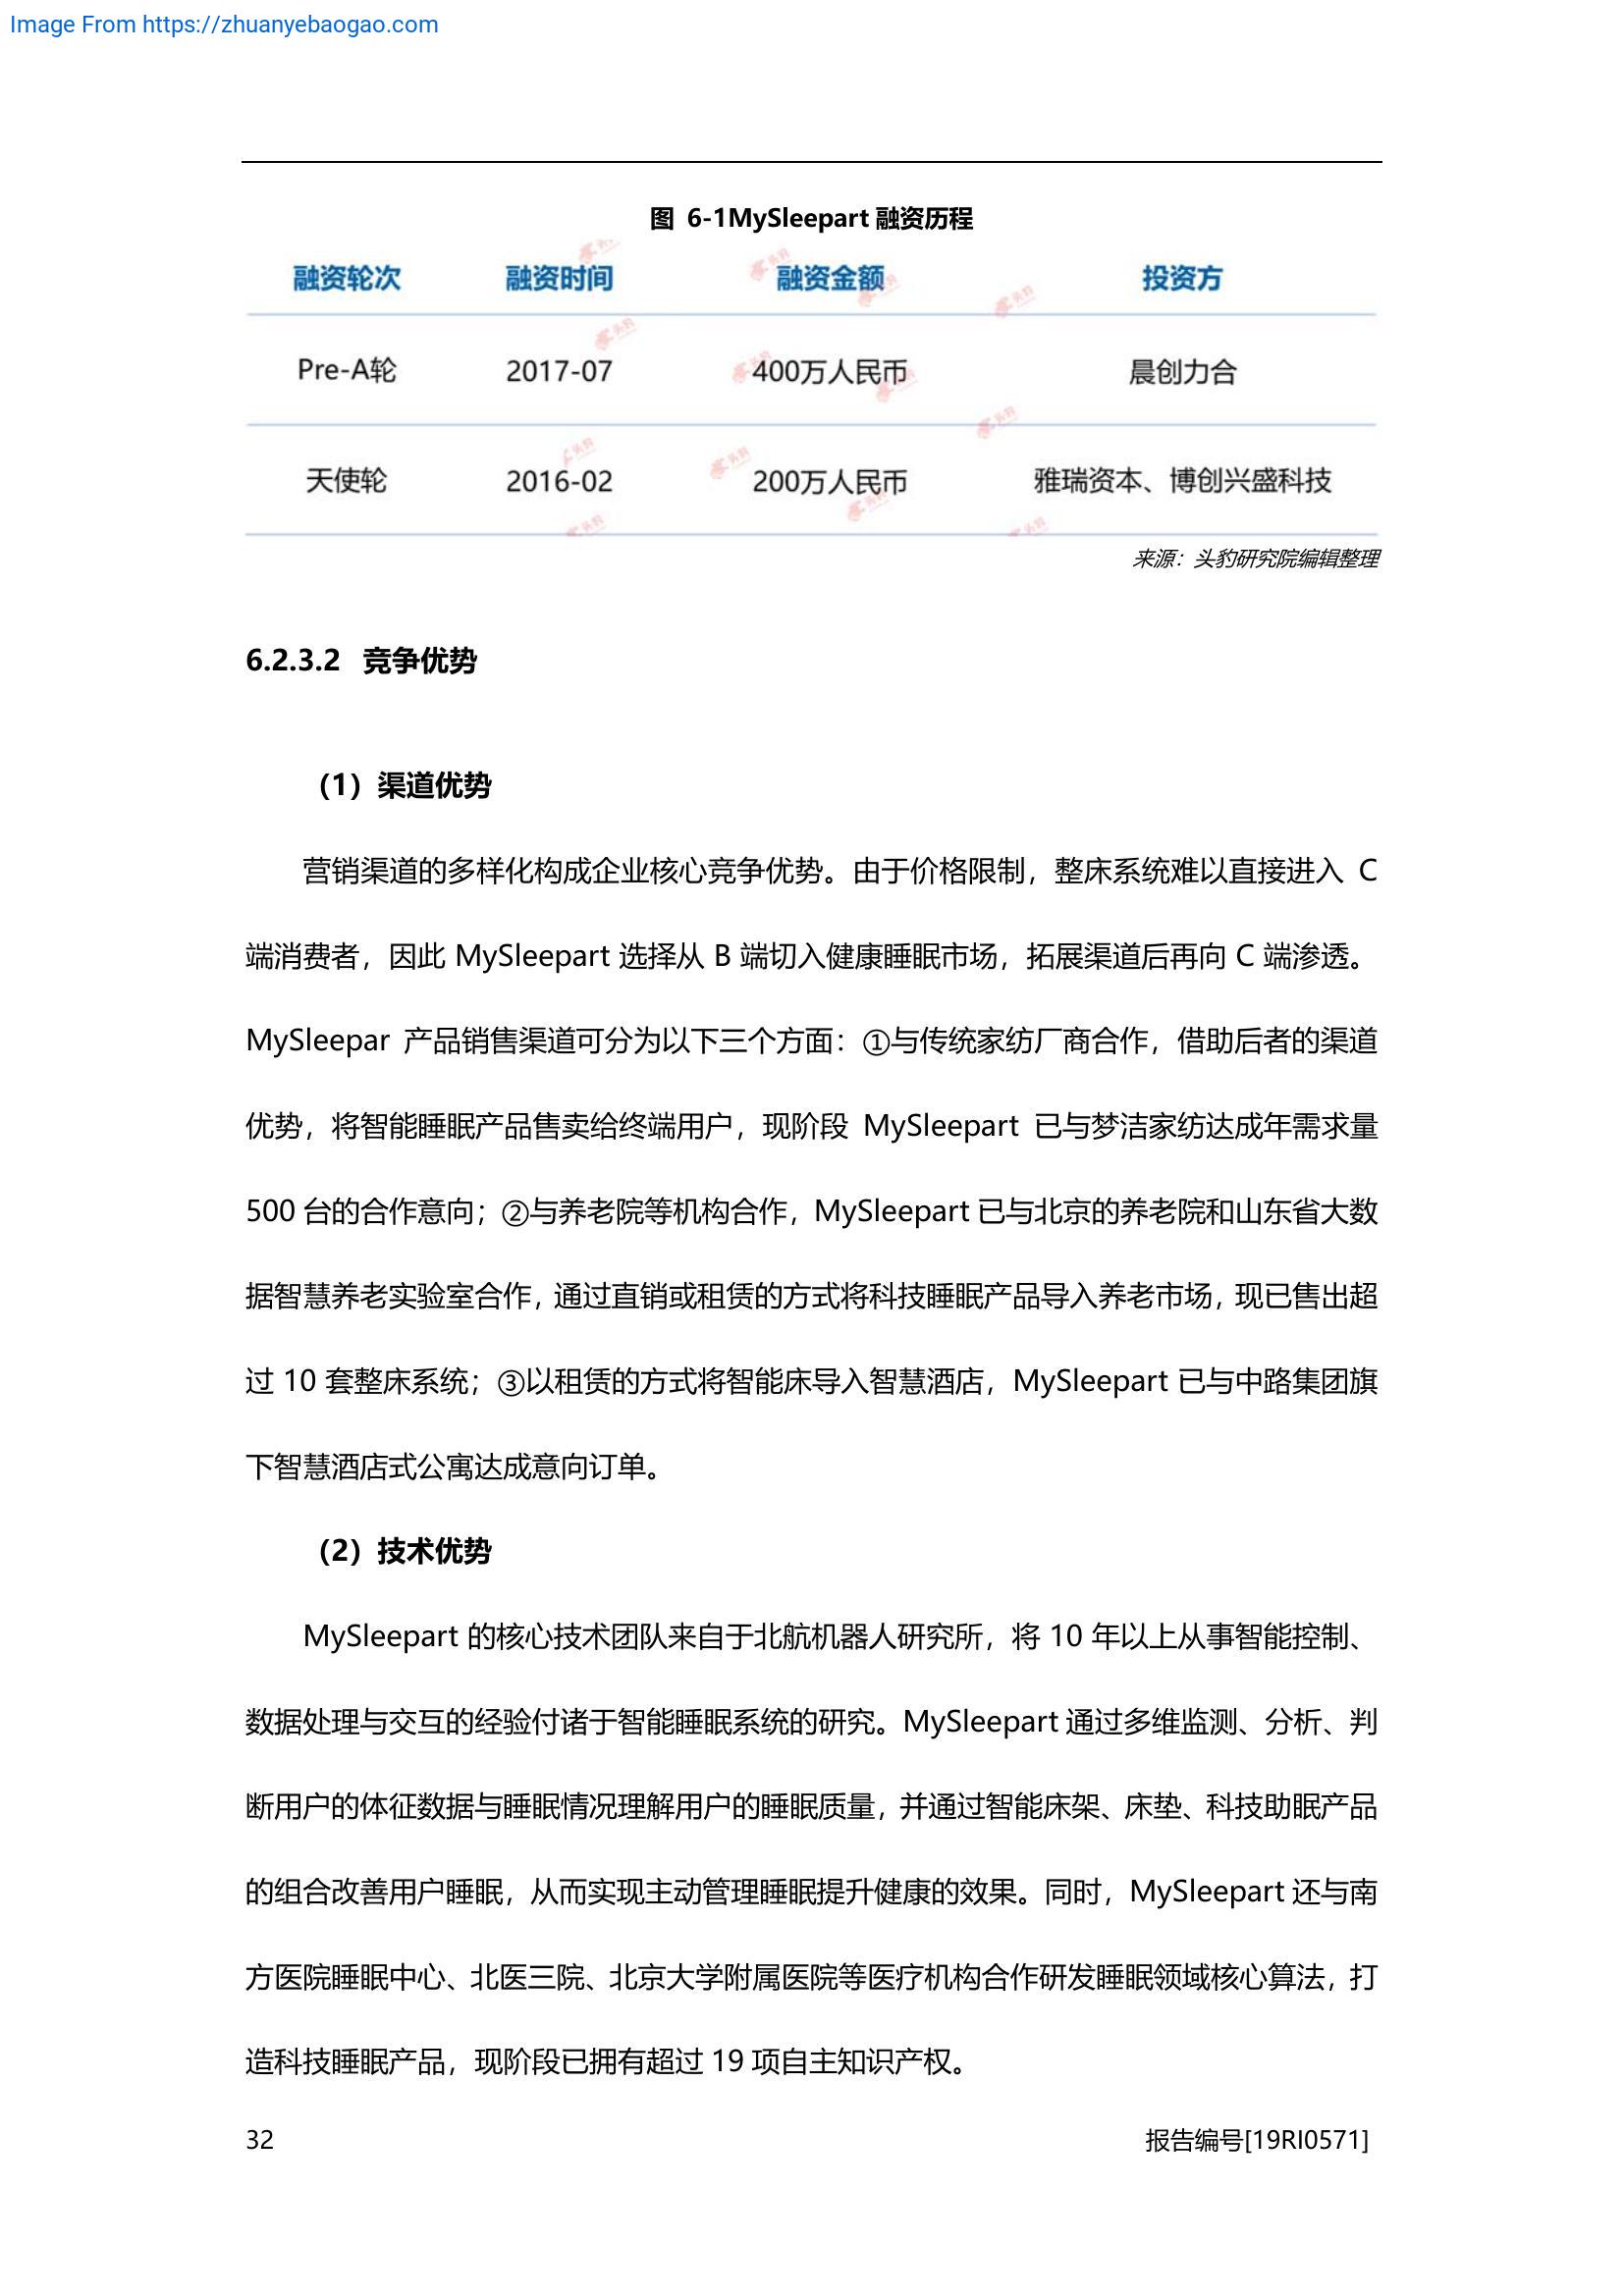 Image From https://zhuanyebaogao.com
图 6-1MySleepart 融资历程
融资轮次 融资时间 融资金额 投资方
Pre-A轮 2017-07 400万人民币 晨创力合
天使轮 2016-02 200万人民币 雅瑞资本、博创兴盛科技
来源：头豹研究院编辑整理
6.2.3.2 竞争优势
（1）渠道优势
营销渠道的多样化构成企业核心竞争优势。由于价格限制，整床系统难以直接进入 C
端消费者，因此 MySleepart 选择从 B 端切入健康睡眠市场，拓展渠道后再向 C 端渗透。
MySleepar 产品销售渠道可分为以下三个方面：①与传统家纺厂商合作，借助后者的渠道
优势，将智能睡眠产品售卖给终端用户，现阶段 MySleepart 已与梦洁家纺达成年需求量
500 台的合作意向；②与养老院等机构合作，MySleepart 已与北京的养老院和山东省大数
据智慧养老实验室合作，通过直销或租赁的方式将科技睡眠产品导入养老市场，现已售出超
过 10 套整床系统；③以租赁的方式将智能床导入智慧酒店，MySleepart 已与中路集团旗
下智慧酒店式公寓达成意向订单。
（2）技术优势
MySleepart 的核心技术团队来自于北航机器人研究所，将 10 年以上从事智能控制、
数据处理与交互的经验付诸于智能睡眠系统的研究。MySleepart 通过多维监测、分析、判
断用户的体征数据与睡眠情况理解用户的睡眠质量，并通过智能床架、床垫、科技助眠产品
的组合改善用户睡眠，从而实现主动管理睡眠提升健康的效果。同时，MySleepart 还与南
方医院睡眠中心、北医三院、北京大学附属医院等医疗机构合作研发睡眠领域核心算法，打
造科技睡眠产品，现阶段已拥有超过 19 项自主知识产权。
32 报告编号[19RI0571]